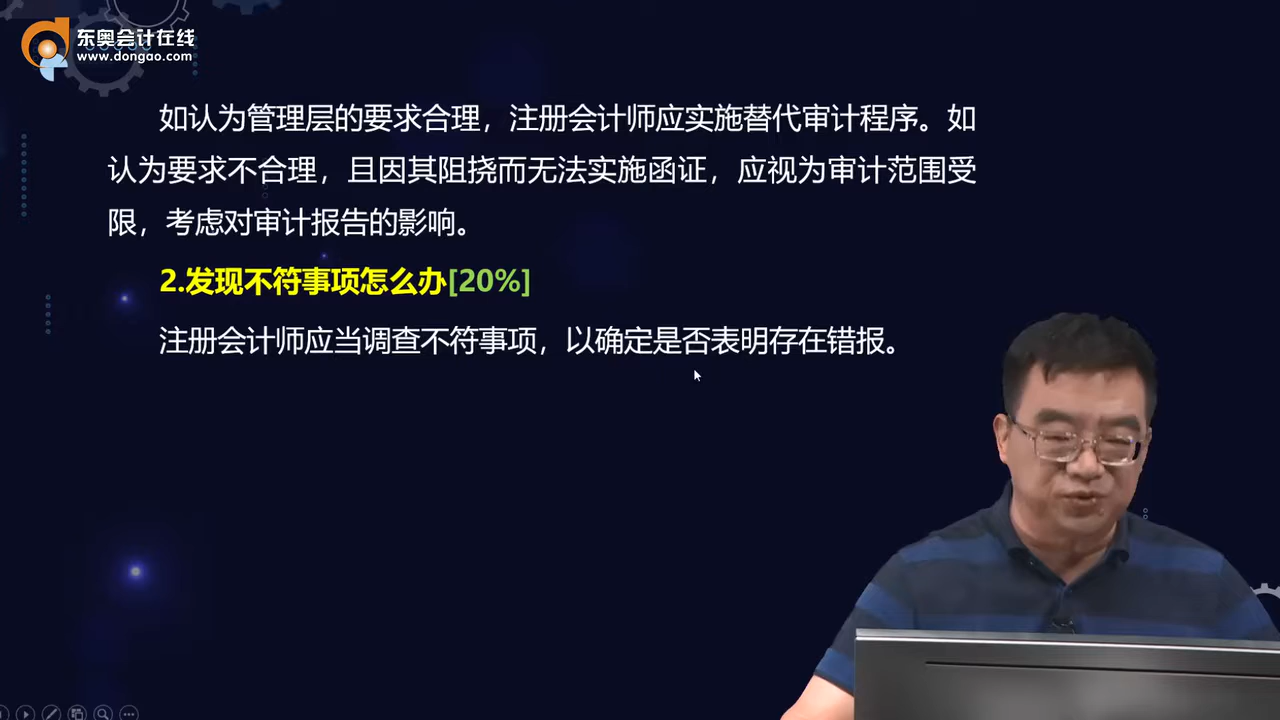 东奥会计在线
www.dongao.com
如认为管理层的要求合理，注册会计师应实施替代审计程序。如
认为要求不合理，且因其阻挠而无法实施函证，应视为审计范围受
限，考虑对审计报告的影响。
2.发现不符事项怎么办[20%]
注册会计师应当调查不符事项，以确定是否表明存在错报。